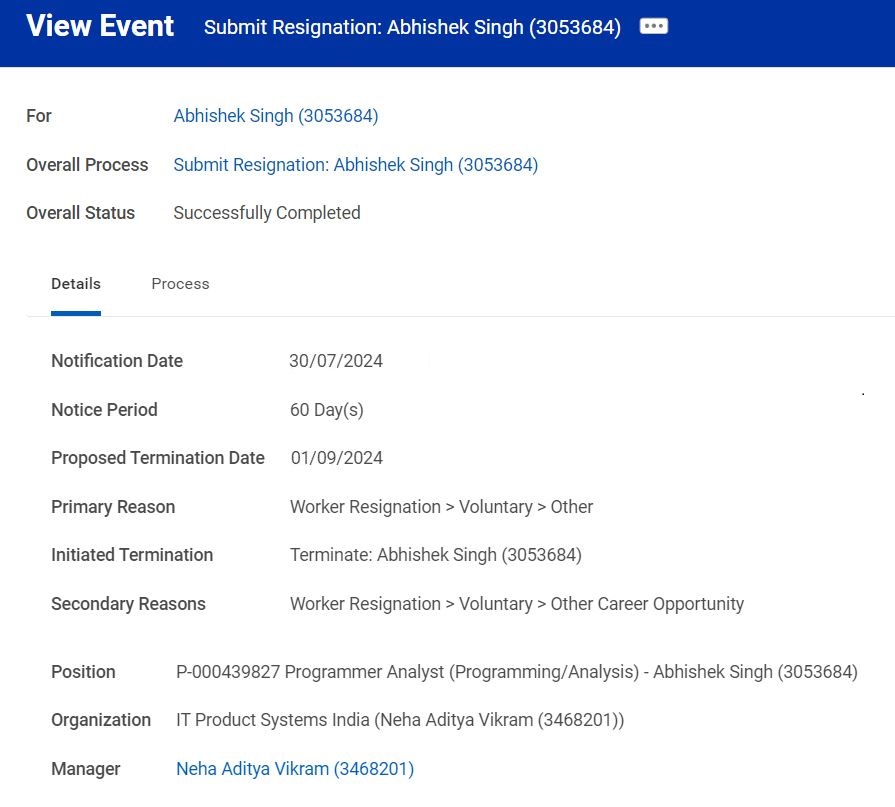 View Event Submit Resignation: Abhishek Singh (3053684)
For Abhishek Singh (3053684)
Overall Process Submit Resignation: Abhishek Singh (3053684)
Overall Status Successfully Completed
Details Process
Notification Date 30/07/2024
Notice Period 60 Day(s)
Proposed Termination Date 01/09/2024
Primary Reason Worker Resignation > Voluntary > Other
Initiated Termination Terminate: Abhishek Singh (3053684)
Secondary Reasons Worker Resignation > Voluntary > Other Career Opportunity
Position P-000439827 Programmer Analyst (Programming/Analysis) - Abhishek Singh (3053684)
Organization IT Product Systems India (Neha Aditya Vikram (3468201))
Manager Neha Aditya Vikram (3468201)